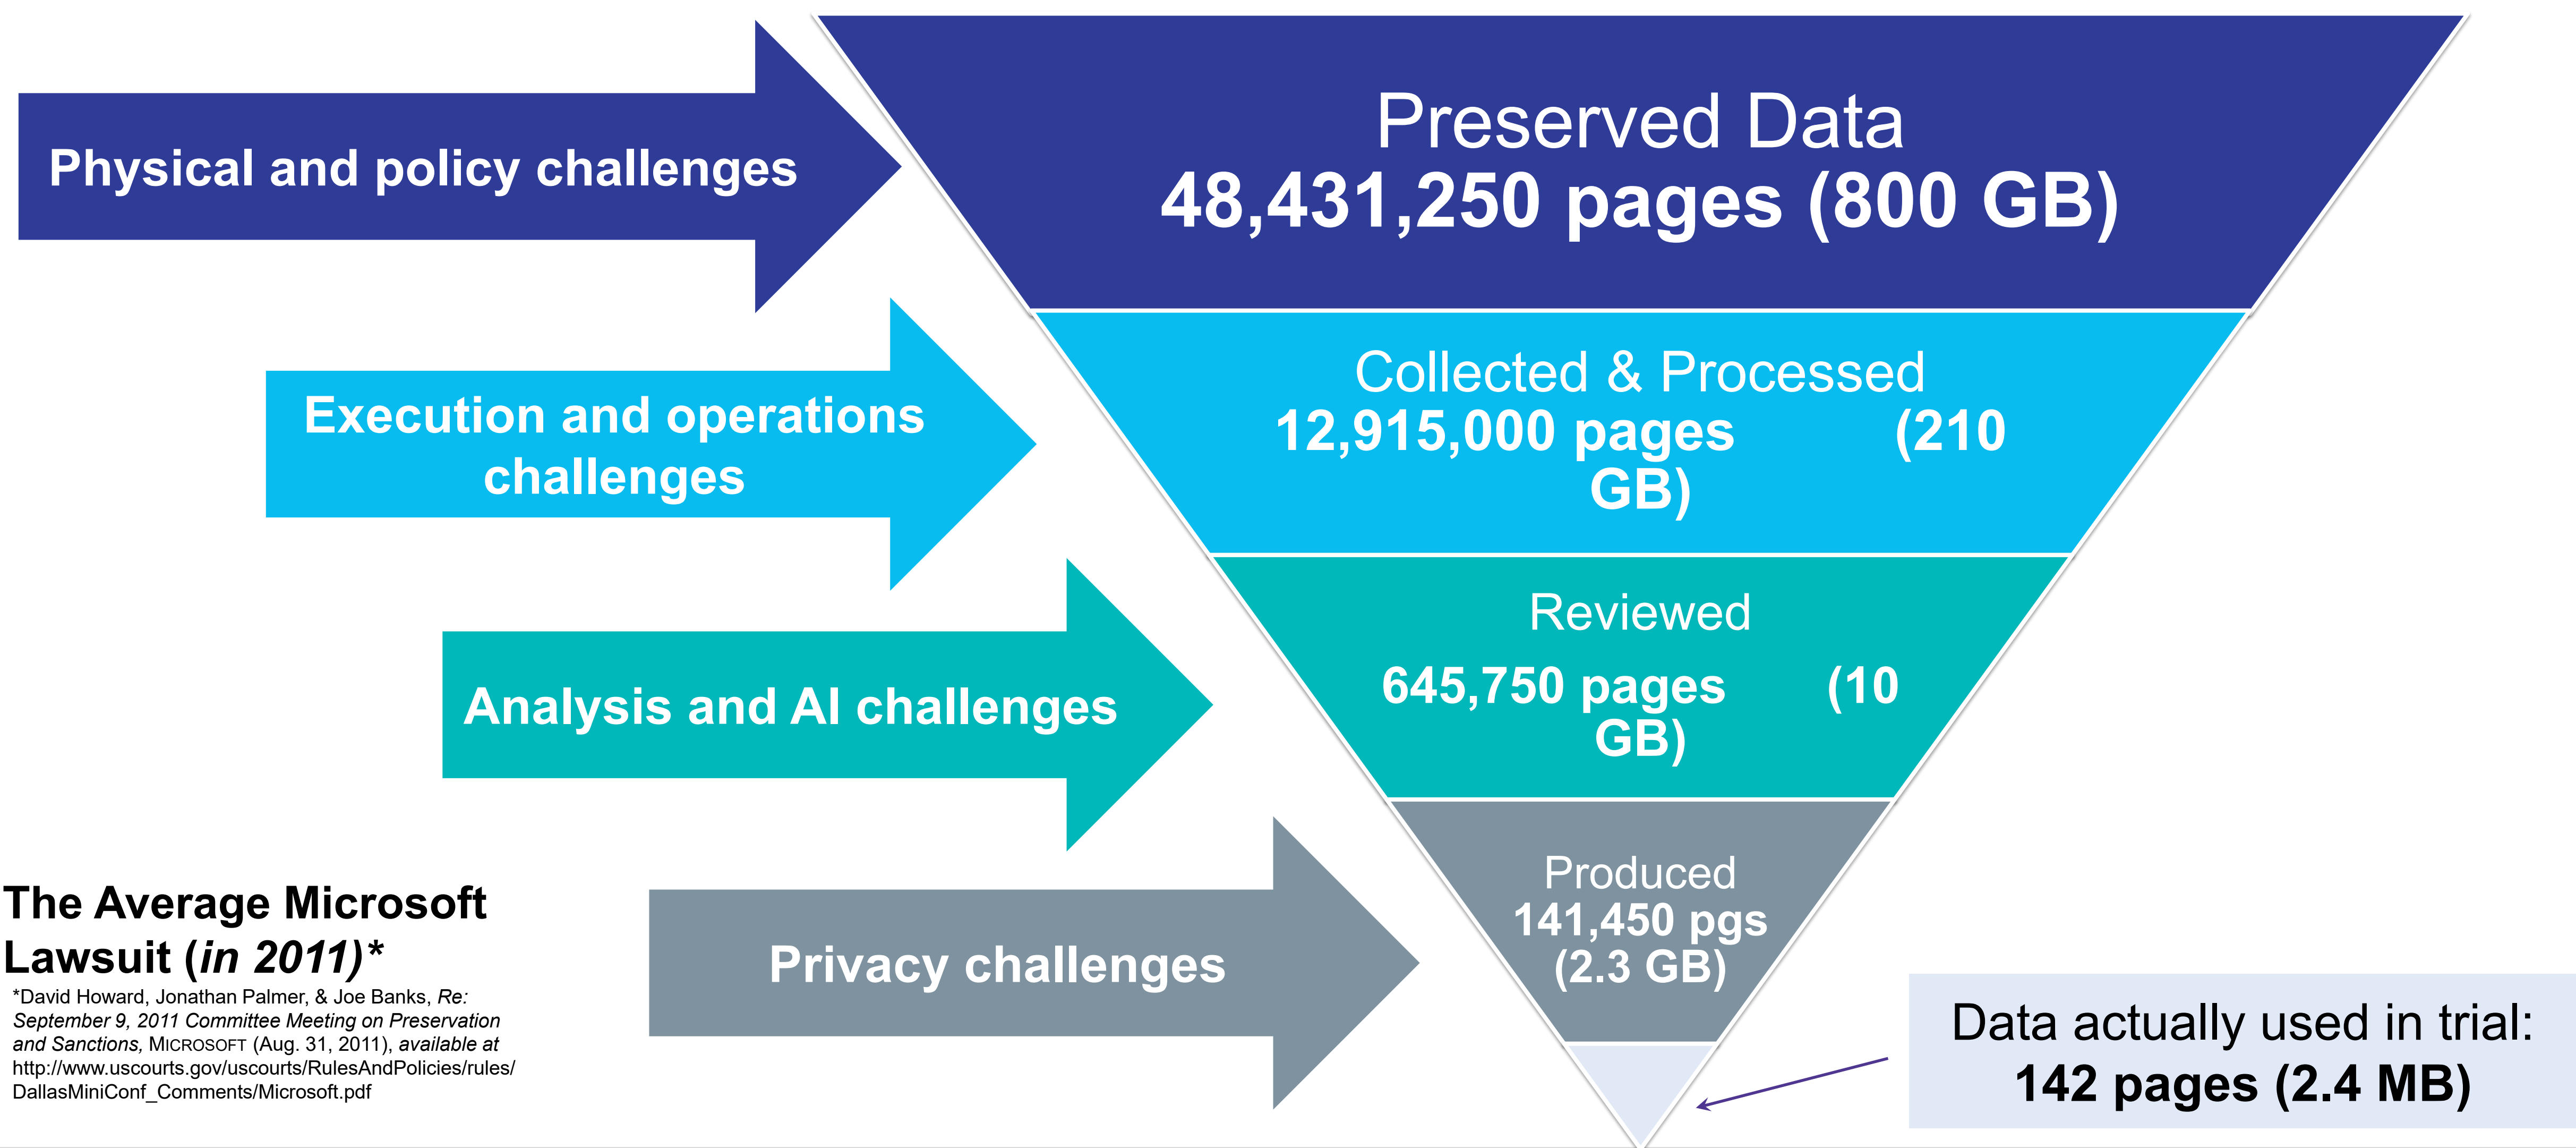 Physical and policy challenges
Preserved Data
48,431,250 pages (800 GB)
Execution and operations
challenges
Collected & Processed
12,915,000 pages (210
GB)
Analysis and AI challenges
Reviewed
645,750 pages (10
GB)
Privacy challenges
Produced
141,450 pgs
(2.3 GB)
The Average Microsoft
Lawsuit (in 2011)*
*David Howard, Jonathan Palmer, & Joe Banks, Re:
September 9, 2011 Committee Meeting on Preservation
and Sanctions, MICROSOFT (Aug. 31, 2011), available at
http://www.uscourts.gov/uscourts/RulesAndPolicies/rules/
DallasMiniConf_Comments/Microsoft.pdf
Data actually used in trial:
142 pages (2.4 MB)